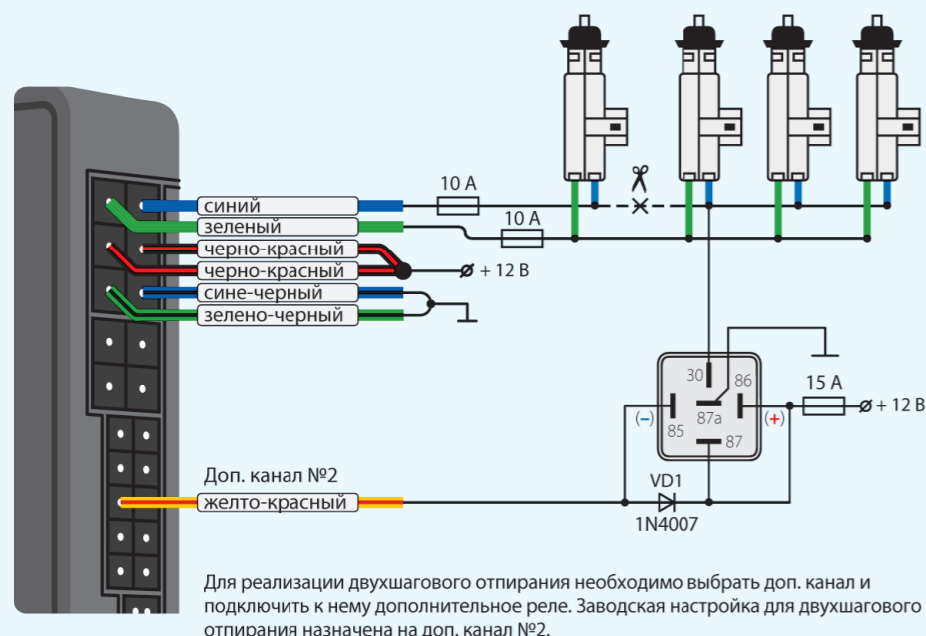 10 А
синий
10 А
зеленый
черно-красный
черно-красный
+ 12 В
сине-черный
зелено-черный
30
86
15 А
+ 12 В
(–)
87а
(+)
85
87
Доп. канал №2
VD1
желто-красный
1N4007
Для реализации двухшагового отпирания необходимо выбрать доп. канал и
подключить к нему дополнительное реле. Заводская настройка для двухшагового
отпирания назначена на доп. канал №2.